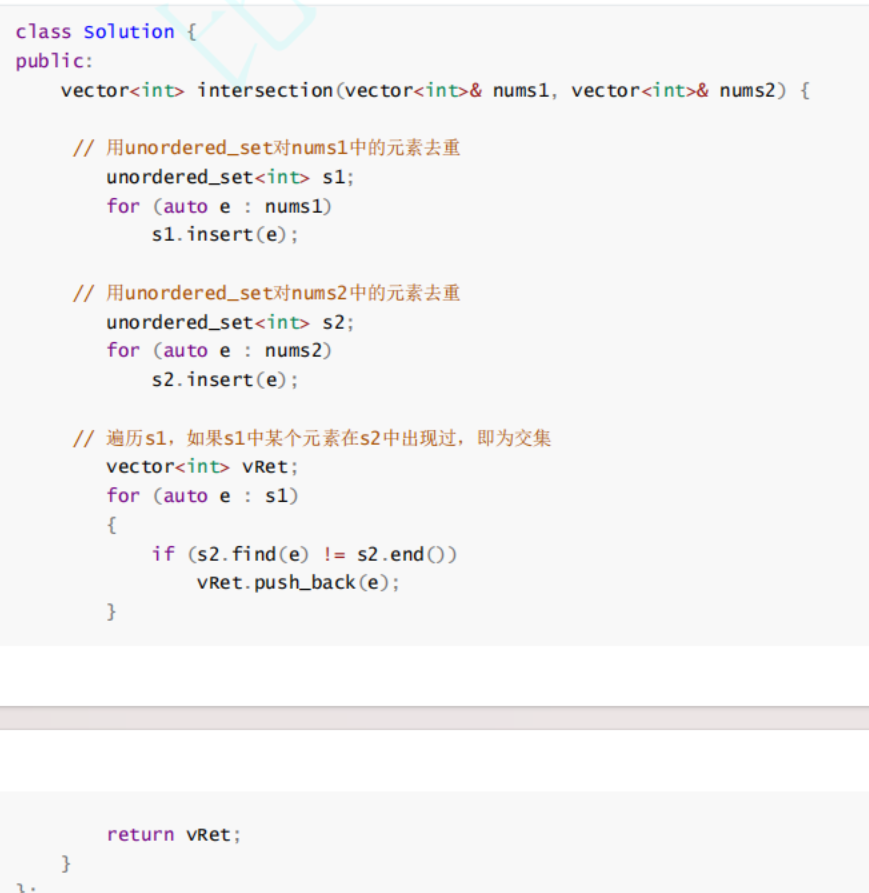 class Solution {
public:
    vector<int> intersection(vector<int>& nums1, vector<int>& nums2) {
     // 用unordered_set对nums1中的元素去重
        unordered_set<int> s1;
        for (auto e : nums1)
            s1.insert(e);
     // 用unordered_set对nums2中的元素去重
        unordered_set<int> s2;
        for (auto e : nums2)
            s2.insert(e);
     // 遍历s1，如果s1中某个元素在s2中出现过，即为交集
        vector<int> vRet;
        for (auto e : s1)
        {
            if (s2.find(e) != s2.end())
                vRet.push_back(e);
        }
        return vRet;
    }
};